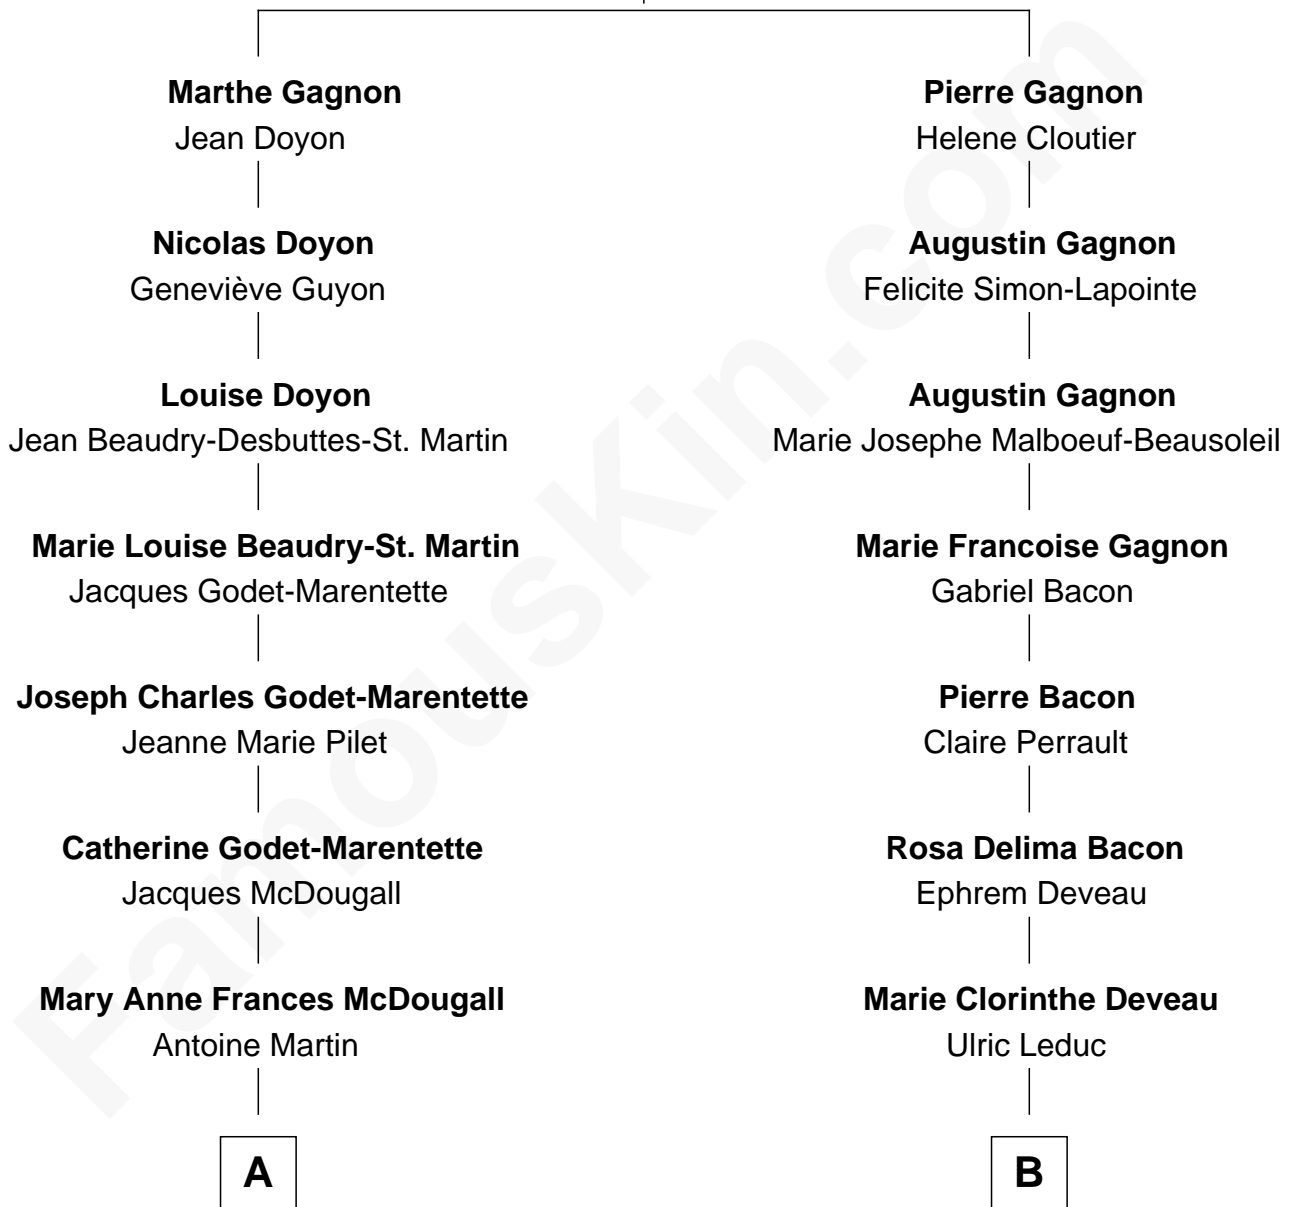 Marthe Gagnon
Jean Doyon
Nicolas Doyon
Geneviève Guyon
Louise Doyon
Jean Beaudry-Desbuttes-St. Martin
Marie Louise Beaudry-St. Martin
Jacques Godet-Marentette
Joseph Charles Godet-Marentette
Jeanne Marie Pilet
Catherine Godet-Marentette
Jacques McDougall
Mary Anne Frances McDougall
Antoine Martin
A
Pierre Gagnon
Helene Cloutier
Augustin Gagnon
Felicite Simon-Lapointe
Augustin Gagnon
Marie Josephe Malboeuf-Beausoleil
Marie Francoise Gagnon
Gabriel Bacon
Pierre Bacon
Claire Perrault
Rosa Delima Bacon
Ephrem Deveau
Marie Clorinthe Deveau
Ulric Leduc
B
FamousKin.com